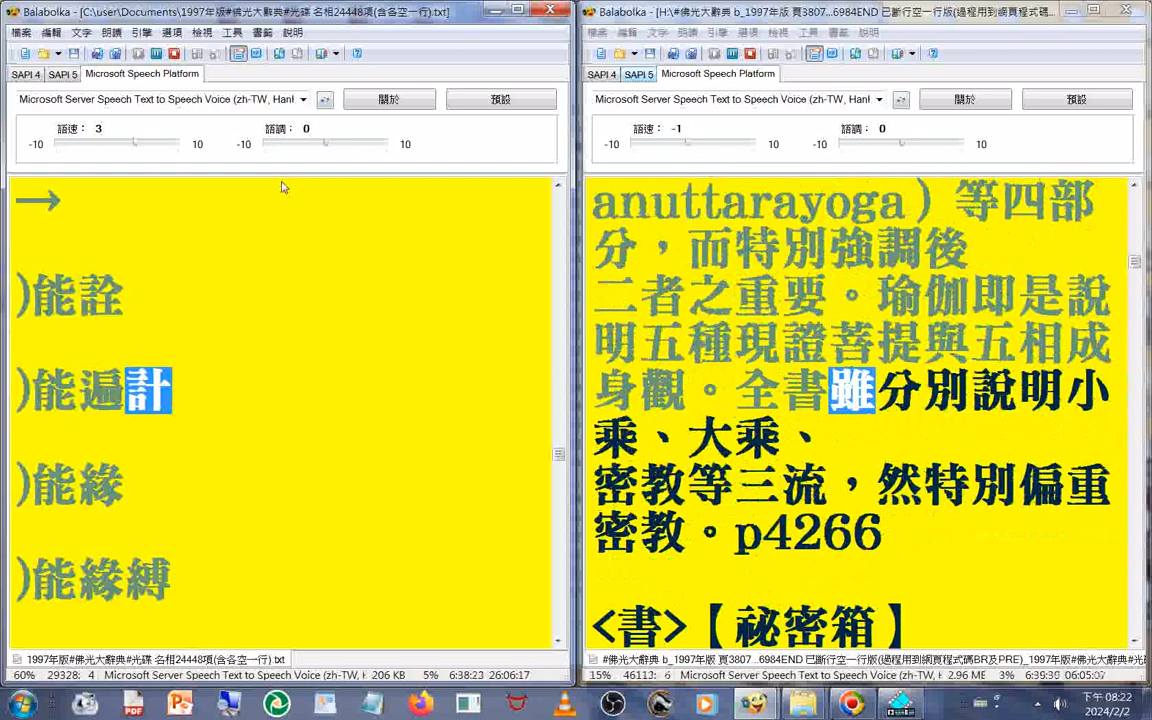 Balabolka - [C:\user\Documents\1997年版#佛光大辭典#光碟 名相24448項(含各空一行).txt]
檔案 編輯 文字 朗讀 引擎 選項 檢視 工具 書籤 說明
SAPI 4 SAPI 5 Microsoft Speech Platform
Microsoft Server Speech Text to Speech Voice (zh-TW, HanH
關於
預設
語速： 3
語調： 0
-10 10 -10 10
→
)能詮
)能遍計
)能緣
)能緣縛
1997年版#佛光大辭典#光碟 名相24448項(含各空一行).txt
60% 29328: 4 Microsoft Server Speech Text to Speech Voice (zh-TW, H 206 KB 5% 6:38:23 26:06:17
Balabolka - [H:\#佛光大辭典 b_1997年版 頁3807...6984END 已斷行空一行版(過程用到網頁程式碼...
檔案 編輯 文字 朗讀 引擎 選項 檢視 工具 書籤 說明
SAPI 4 SAPI 5 Microsoft Speech Platform
Microsoft Server Speech Text to Speech Voice (zh-TW, HanH
關於
預設
語速： -1
語調： 0
-10 10 -10 10
anuttarayoga）等四部
分，而特別強調後
二者之重要。瑜伽即是說
明五種現證菩提與五相成
身觀。全書雖分別說明小
乘、大乘、
密教等三流，然特別偏重
密教。p4266
<書>【祕密箱】
#佛光大辭典 b_1997年版 頁3807...6984END 已斷行空一行版(過程用到網頁程式碼BR及PRE)_1997年版#光
15% 46113: 6 Microsoft Server Speech Text to Speech Voice (zh-TW, H 2.96 ME 3% 6:39:39 06:05:07
下午 08:22
2024/2/2